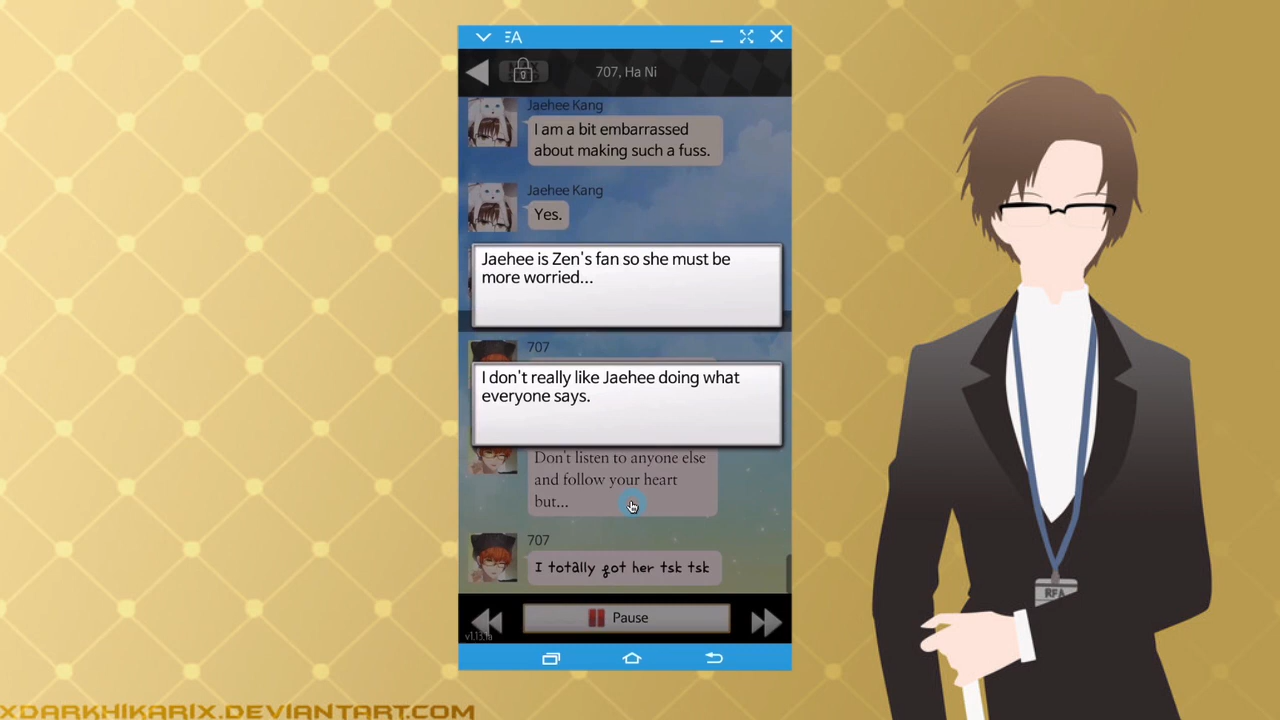 707, Ha Ni
Jaehee Kang
I am a bit embarrassed
about making such a fuss.
Jaehee Kang
Yes.
Jaehee is Zen's fan so she must be
more worried...
707
I don't really like Jaehee doing what
everyone says.
Don't listen to anyone else
and follow your heart
but...
707
I totally got her tsk tsk
Pause
RFA
XDARKHIKARIX.DEVIANTART.COM